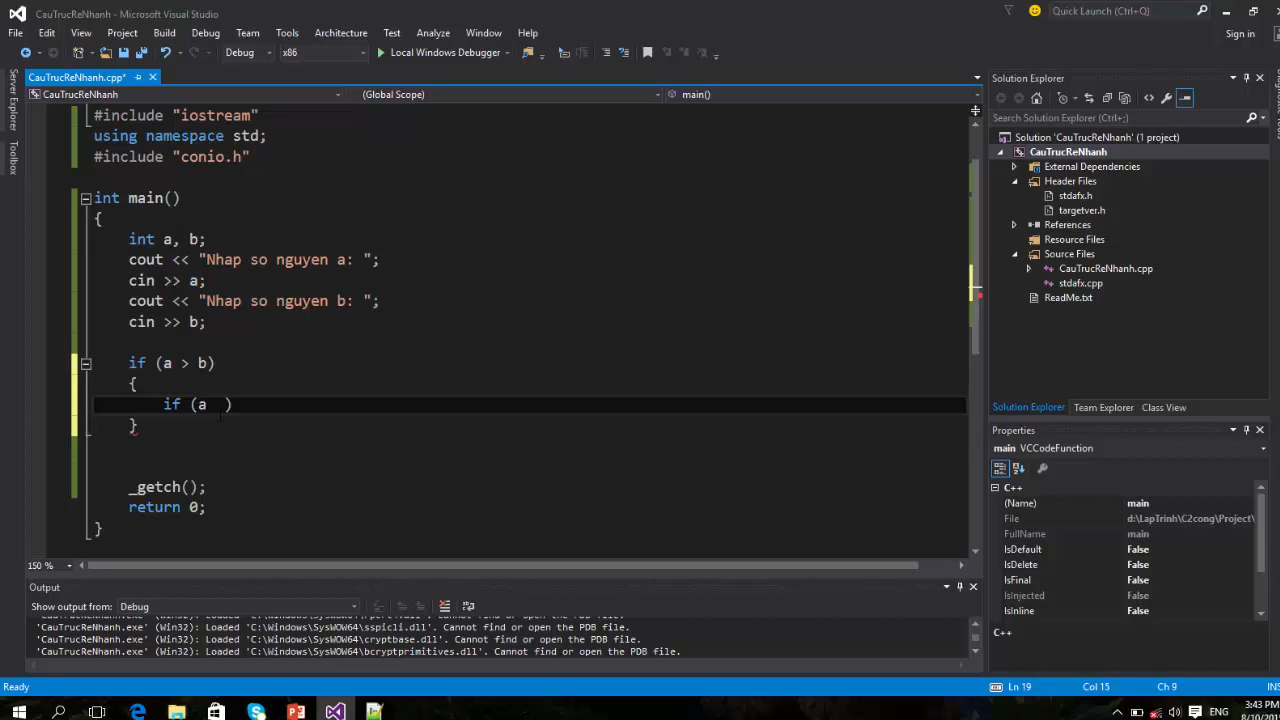 CauTrucReNhanh - Microsoft Visual Studio
Quick Launch (Ctrl+Q)
File Edit View Project Build Debug Team Tools Architecture Test Analyze Window Help
Sign in
Debug x86 Local Windows Debugger
Server Explorer
Toolbox
CauTrucReNhanh.cpp*
CauTrucReNhanh (Global Scope) main()
#include "iostream"
using namespace std;
#include "conio.h"
int main()
{
int a, b;
cout << "Nhap so nguyen a: ";
cin >> a;
cout << "Nhap so nguyen b: ";
cin >> b;
if (a > b)
{
if (a )
}
_getch();
return 0;
}
150 %
Output
Show output from: Debug
'CauTrucReNhanh.exe' (Win32): Loaded 'C:\Windows\SysWOW64\sspicli.dll'. Cannot find or open the PDB file.
'CauTrucReNhanh.exe' (Win32): Loaded 'C:\Windows\SysWOW64\cryptbase.dll'. Cannot find or open the PDB file.
'CauTrucReNhanh.exe' (Win32): Loaded 'C:\Windows\SysWOW64\bcryptprimitives.dll'. Cannot find or open the PDB file.
Solution Explorer
Search Solution Explorer (Ctrl+;)
Solution 'CauTrucReNhanh' (1 project)
CauTrucReNhanh
External Dependencies
Header Files
stdafx.h
targetver.h
References
Resource Files
Source Files
CauTrucReNhanh.cpp
stdafx.cpp
ReadMe.txt
Solution Explorer Team Explorer Class View
Properties
main VCCodeFunction
C++
(Name) main
File d:\LapTrinh\C2cong\Project\
FullName main
IsDefault False
IsDelete False
IsFinal False
IsInjected False
IsInline False
C++
Ready Ln 19 Col 15 Ch 9 INS
ENG
3:43 PM